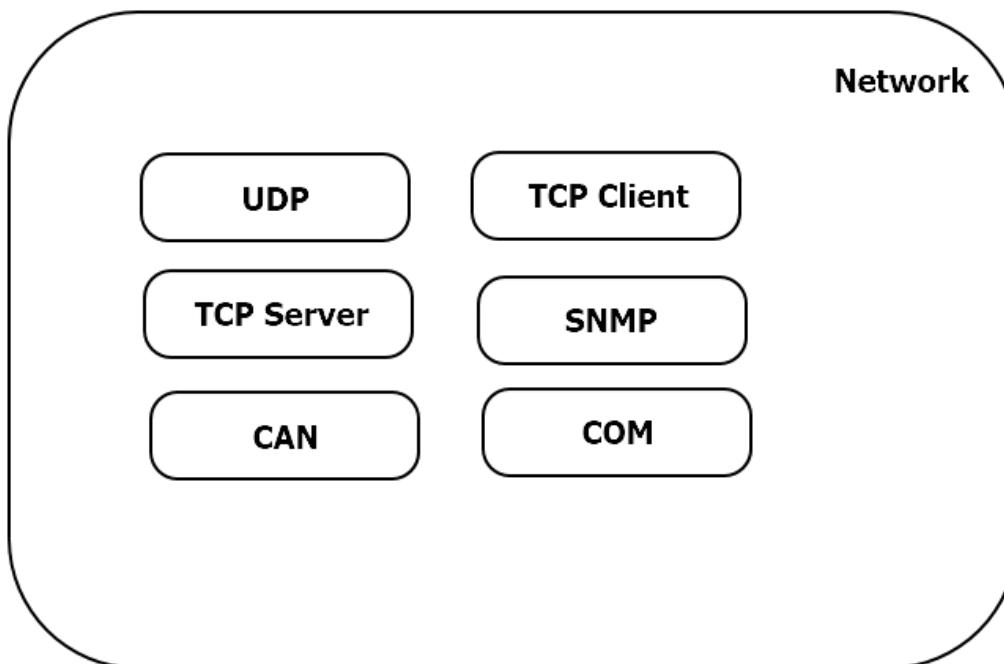 Network
UDP
TCP Client
TCP Server
SNMP
CAN
COM